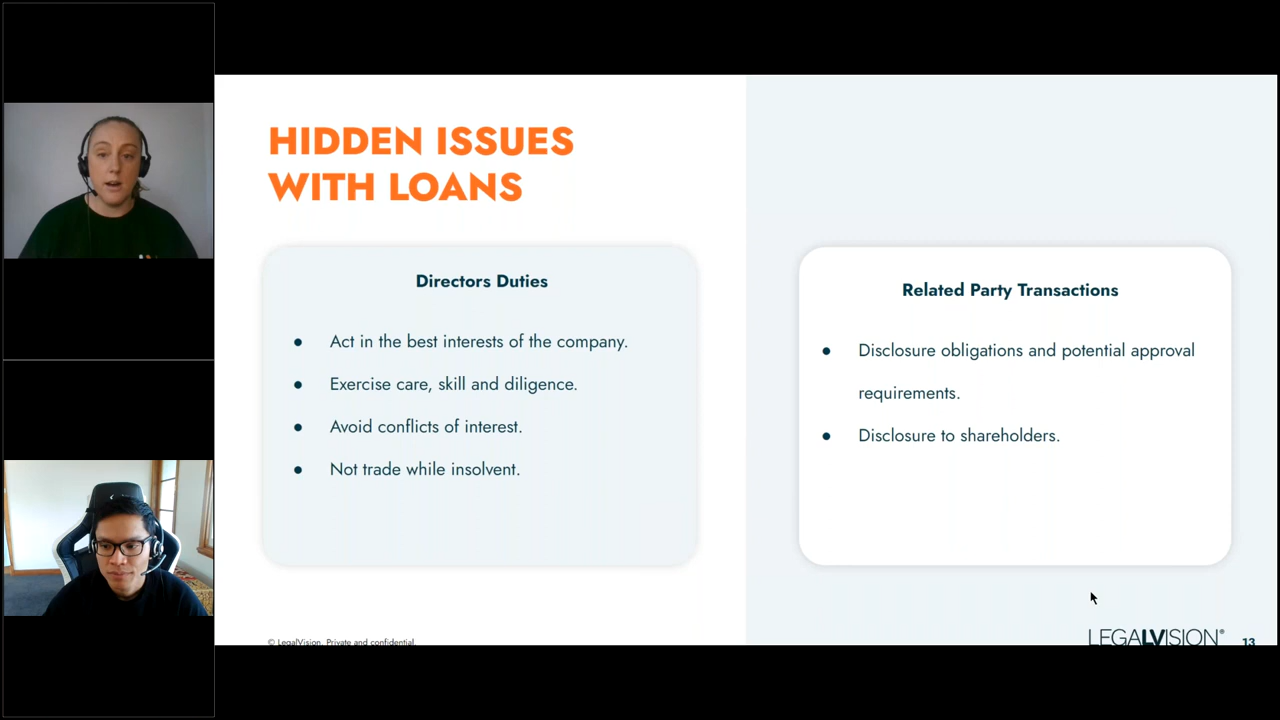 HIDDEN ISSUES
WITH LOANS
Directors Duties
● Act in the best interests of the company.
● Exercise care, skill and diligence.
● Avoid conflicts of interest.
● Not trade while insolvent.
Related Party Transactions
● Disclosure obligations and potential approval
requirements.
● Disclosure to shareholders.
© LegalVision. Private and confidential.
LEGALVISION®
13